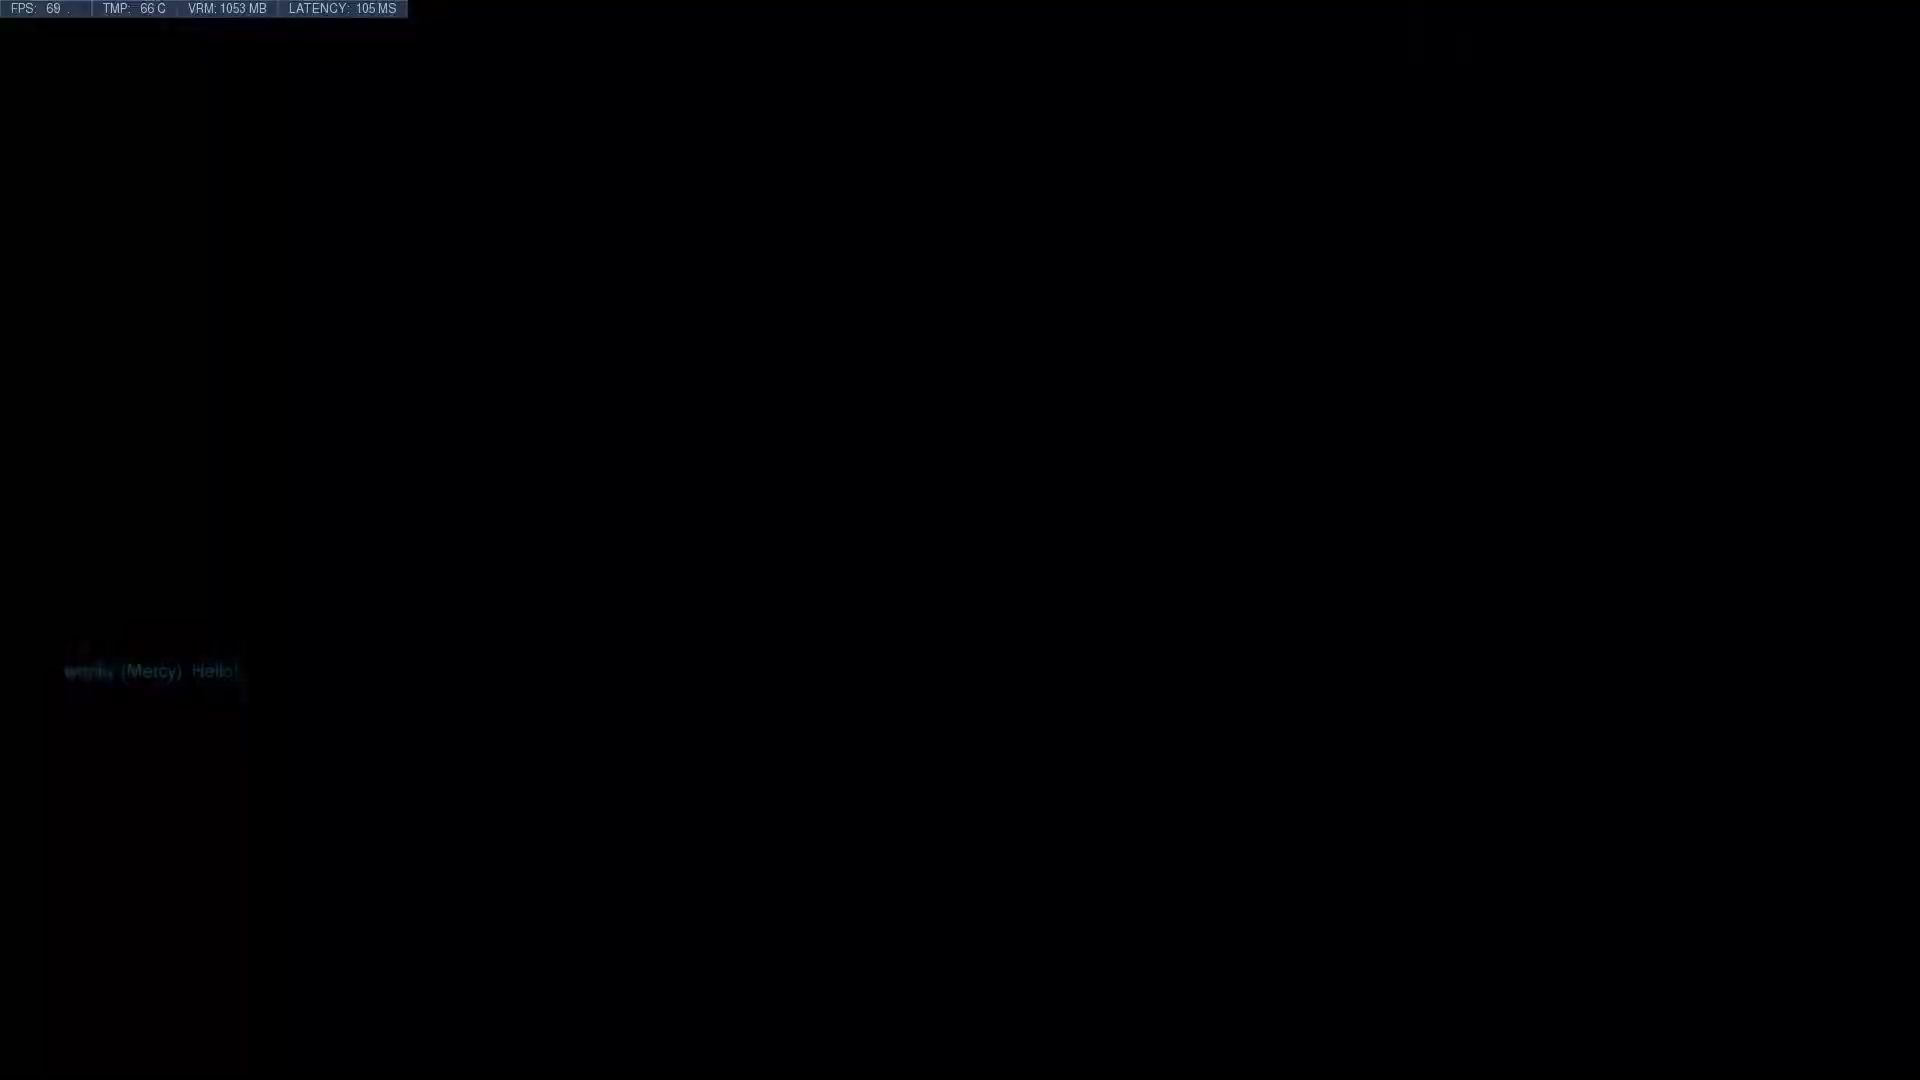 FPS: 69 TMP: 66 C VRM: 1053 MB LATENCY: 105 MS
(Mercy) Hello!